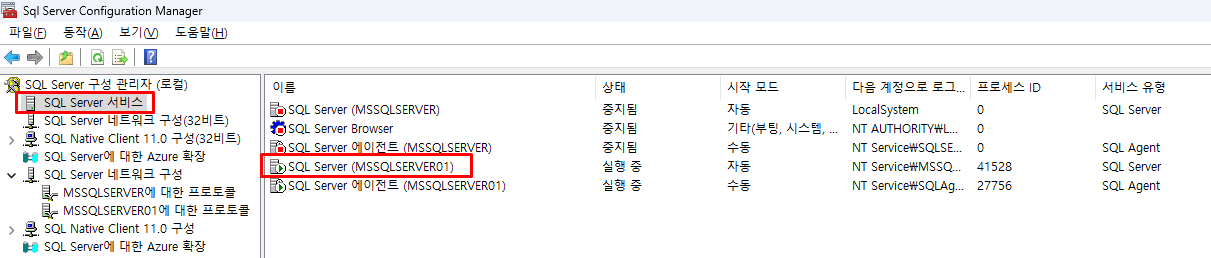 Sql Server Configuration Manager
파일(F) 동작(A) 보기(V) 도움말(H)
SQL Server 구성 관리자 (로컬)
SQL Server 서비스
SQL Server 네트워크 구성(32비트)
SQL Native Client 11.0 구성(32비트)
SQL Server에 대한 Azure 확장
SQL Server 네트워크 구성
MSSQLSERVER에 대한 프로토콜
MSSQLSERVER01에 대한 프로토콜
SQL Native Client 11.0 구성
SQL Server에 대한 Azure 확장
이름 상태 시작 모드 다음 계정으로 로그... 프로세스 ID 서비스 유형
SQL Server (MSSQLSERVER) 중지됨 자동 LocalSystem 0 SQL Server
SQL Server Browser 중지됨 기타(부팅, 시스템, ... NT AUTHORITY₩L... 0
SQL Server 에이전트 (MSSQLSERVER) 중지됨 수동 NT Service₩SQLSE... 0 SQL Agent
SQL Server (MSSQLSERVER01) 실행 중 자동 NT Service₩MSSQ... 41528 SQL Server
SQL Server 에이전트 (MSSQLSERVER01) 실행 중 수동 NT Service₩SQLAg... 27756 SQL Agent